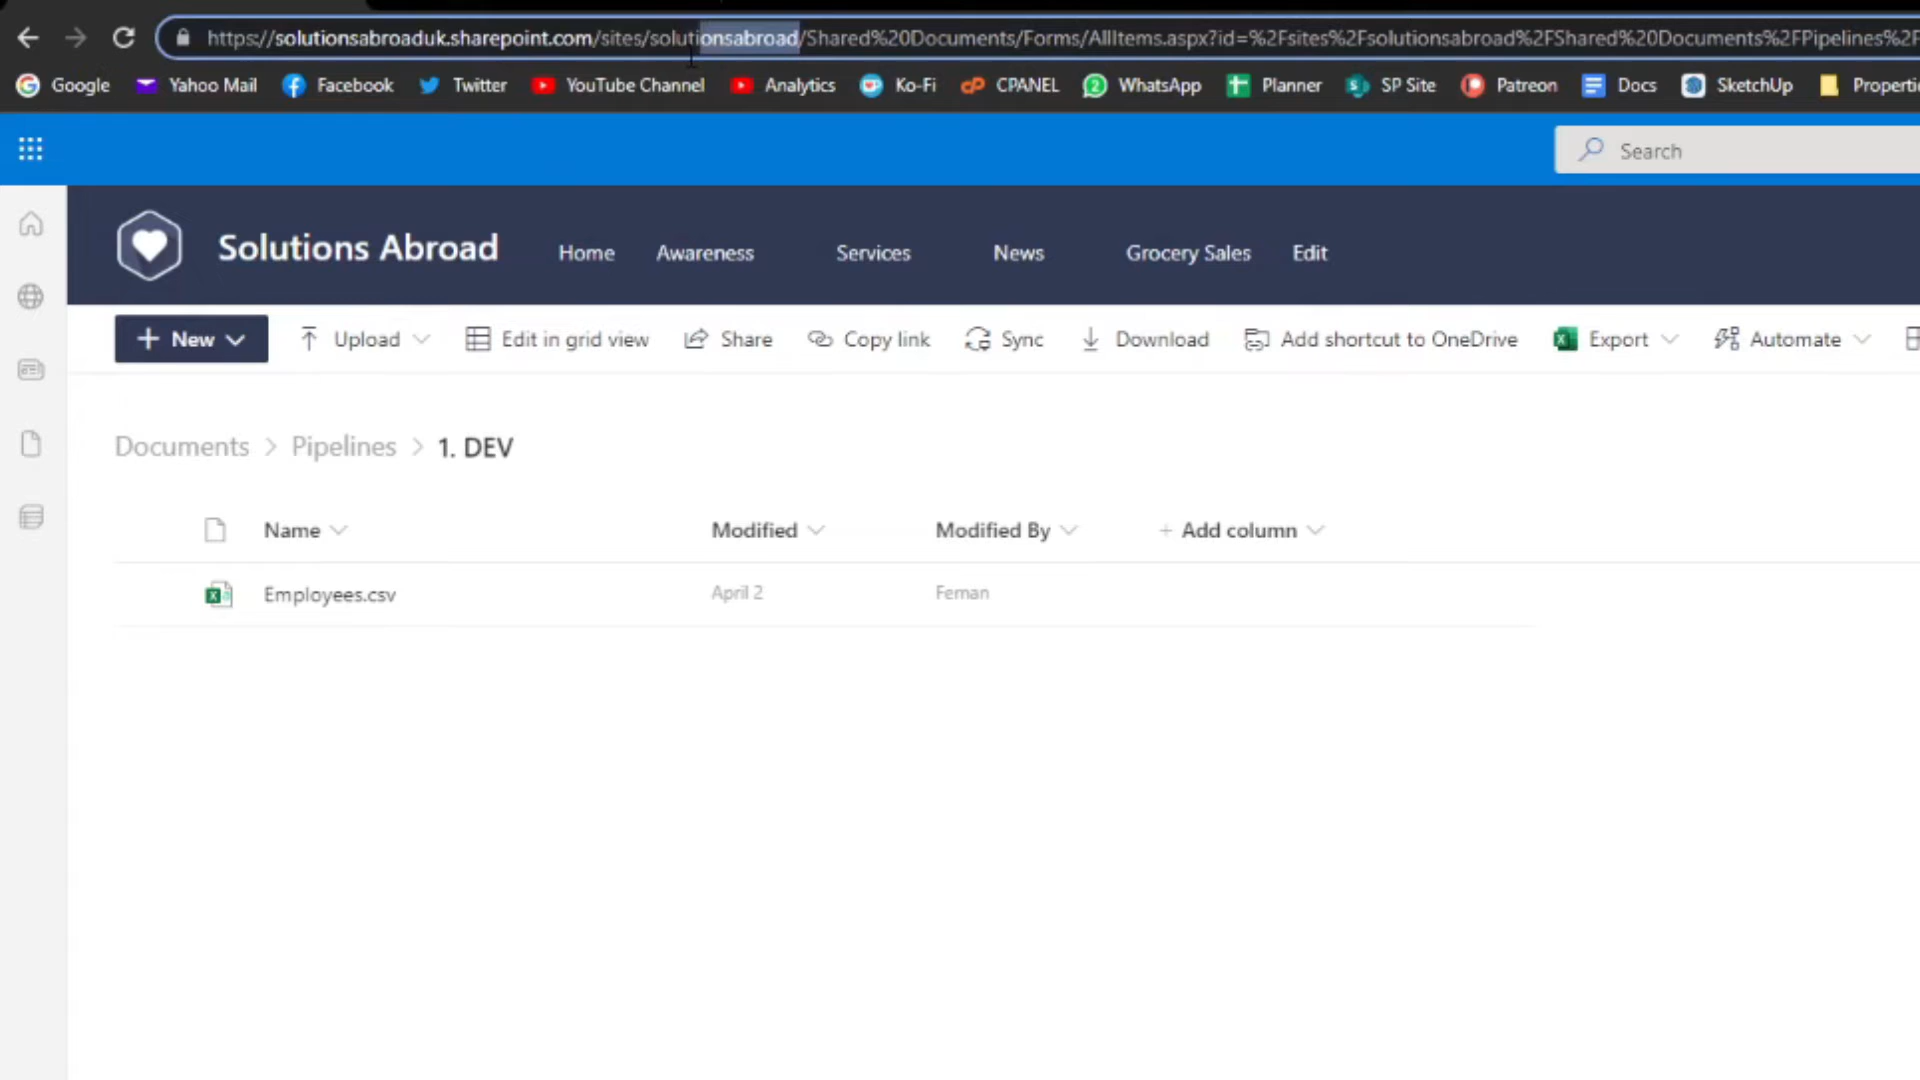 https://solutionsabroaduk.sharepoint.com/sites/solutionsabroad/Shared%20Documents/Forms/AllItems.aspx?id=%2Fsites%2Fsolutionsabroad%2FShared%20Documents%2FPipelines%2F
Google Yahoo Mail Facebook Twitter YouTube Channel Analytics Ko-Fi CPANEL WhatsApp Planner SP Site Patreon Docs SketchUp Properti
Search
Solutions Abroad Home Awareness Services News Grocery Sales Edit
New Upload Edit in grid view Share Copy link Sync Download Add shortcut to OneDrive Export Automate
Documents > Pipelines > 1. DEV
Name Modified Modified By + Add column
Employees.csv April 2 Fernan